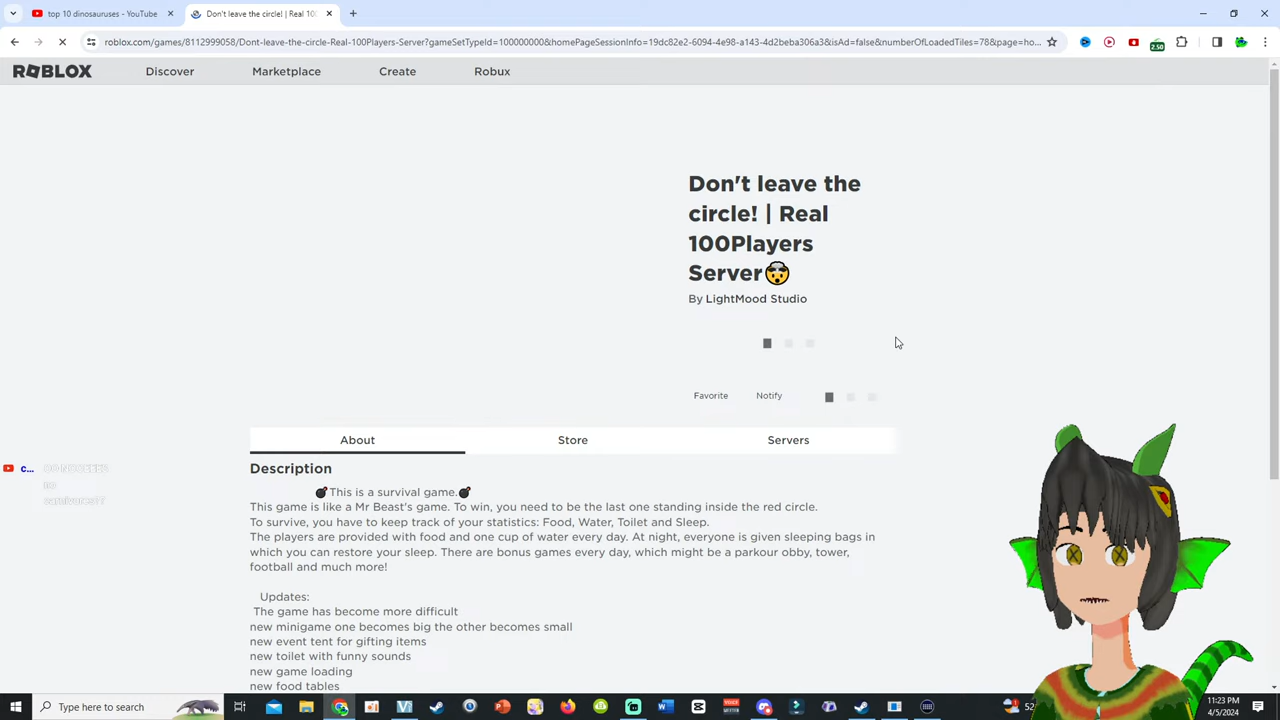 top 10 dinosauruses - YouTube
Don't leave the circle! | Real 10
roblox.com/games/8112999058/Dont-leave-the-circle-Real-100Players-Server?gameSetTypeId=100000000&homePageSessionInfo=19dc82e2-6094-4e98-a143-4d2beba306a3&isAd=false&numberOfLoadedTiles=78&page=ho...
2.50
ROBLOX
Discover
Marketplace
Create
Robux
Don't leave the
circle! | Real
100Players
Server🤯
By LightMood Studio
Favorite
Notify
About
Store
Servers
Description
💣This is a survival game.💣
This game is like a Mr Beast's game. To win, you need to be the last one standing inside the red circle.
To survive, you have to keep track of your statistics: Food, Water, Toilet and Sleep.
The players are provided with food and one cup of water every day. At night, everyone is given sleeping bags in
which you can restore your sleep. There are bonus games every day, which might be a parkour obby, tower,
football and much more!
Updates:
The game has become more difficult
new minigame one becomes big the other becomes small
new event tent for gifting items
new toilet with funny sounds
new game loading
new food tables
c...
no
Type here to search
52
11:23 PM
4/5/2024